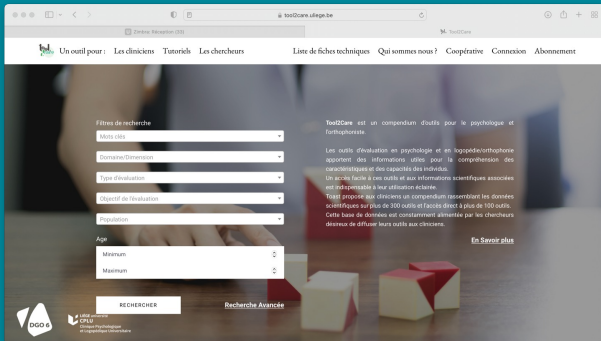 tool2care.uliege.be
Zimbra: Réception (33)
Tool2Care
Un outil pour : Les cliniciens Tutoriels Les chercheurs Liste de fiches techniques Qui sommes nous ? Coopérative Connexion Abonnement
Filtres de recherche
Mots clés
Domaine/Dimension
Type d'évaluation
Objectif de l'évaluation
Population
Age
Minimum
Maximum
RECHERCHER Recherche Avancée
Tool2Care est un compendium d'outils pour le psychologue et
l'orthophoniste.
Les outils d'évaluation en psychologie et en logopédie/orthophonie
apportent des informations utiles pour la compréhension des
caractéristiques et des capacités des individus.
Un accès facile à ces outils et aux informations scientifiques associées
est indispensable à leur utilisation éclairée.
Toast propose aux cliniciens un compendium rassemblant les données
scientifiques sur plus de 300 outils et l'accès direct à plus de 100 outils.
Cette base de données est constamment alimentée par les chercheurs
désireux de diffuser leurs outils aux cliniciens.
En Savoir plus
DGO 6
LIÈGE université
CPLU
Clinique Psychologique
et Logopédique Universitaire